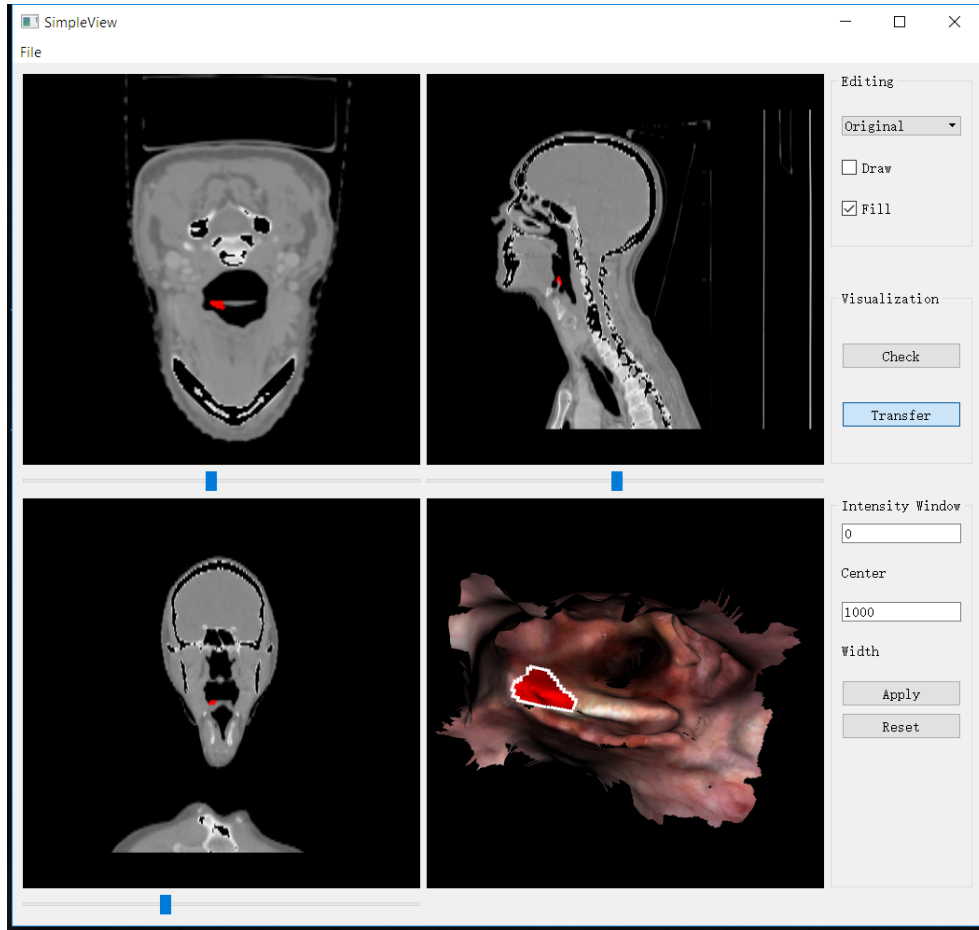 SimpleView
File
Editing
Original
Draw
Fill
Visualization
Check
Transfer
Intensity Window
0
Center
1000
Width
Apply
Reset